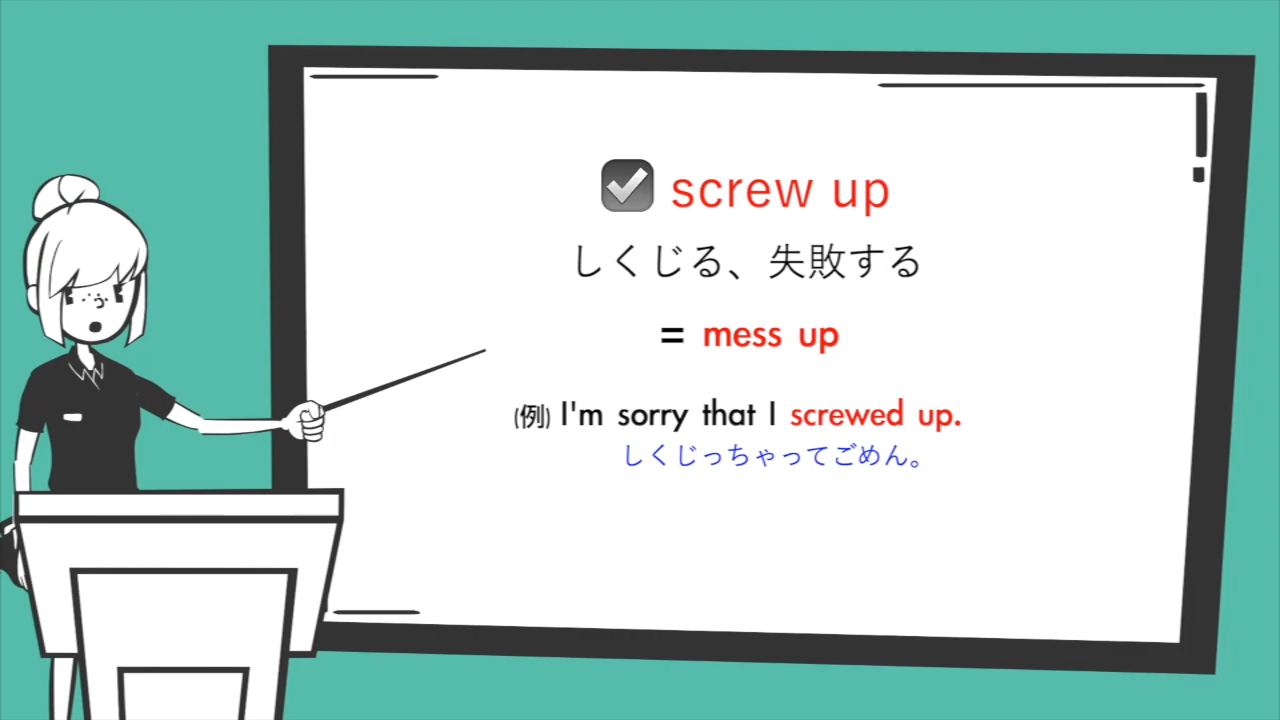 screw up
しくじる、失敗する
= mess up
(例) I'm sorry that I screwed up.
しくじっちゃってごめん。